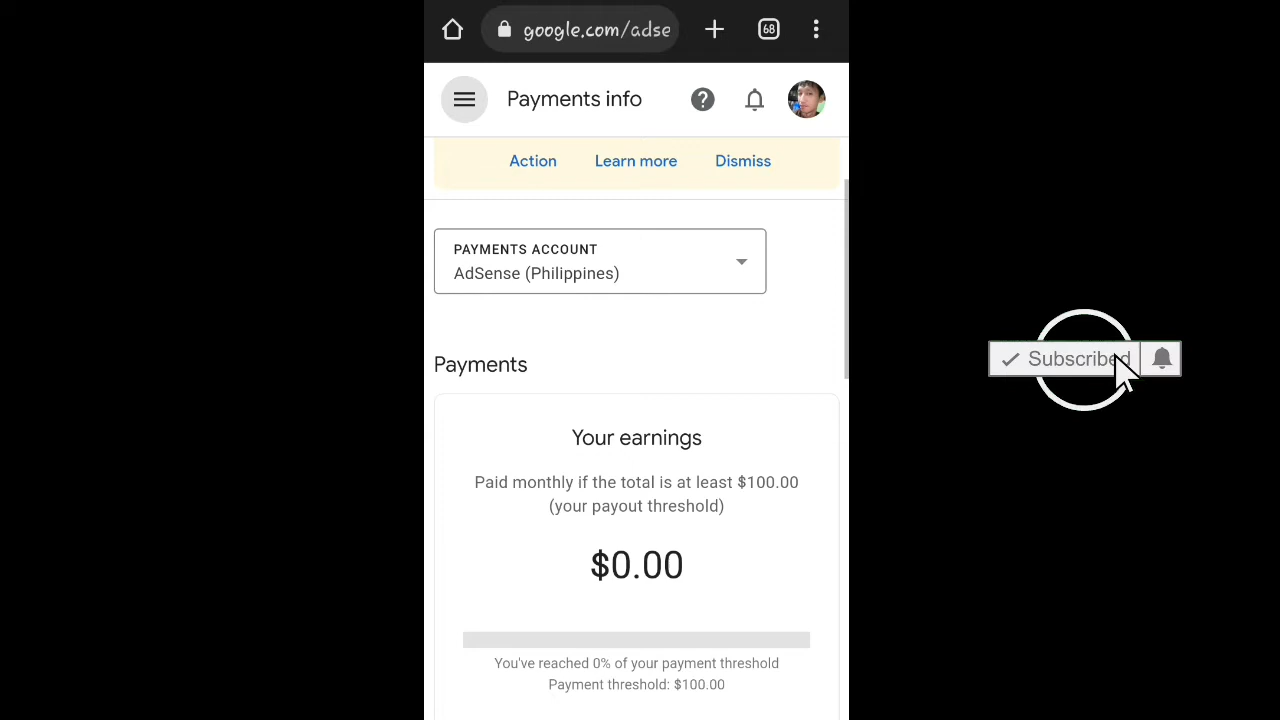 google.com/adse
68
Payments info
Action Learn more Dismiss
PAYMENTS ACCOUNT
AdSense (Philippines)
Payments
Your earnings
Paid monthly if the total is at least $100.00
(your payout threshold)
$0.00
You've reached 0% of your payment threshold
Payment threshold: $100.00
Subscribed